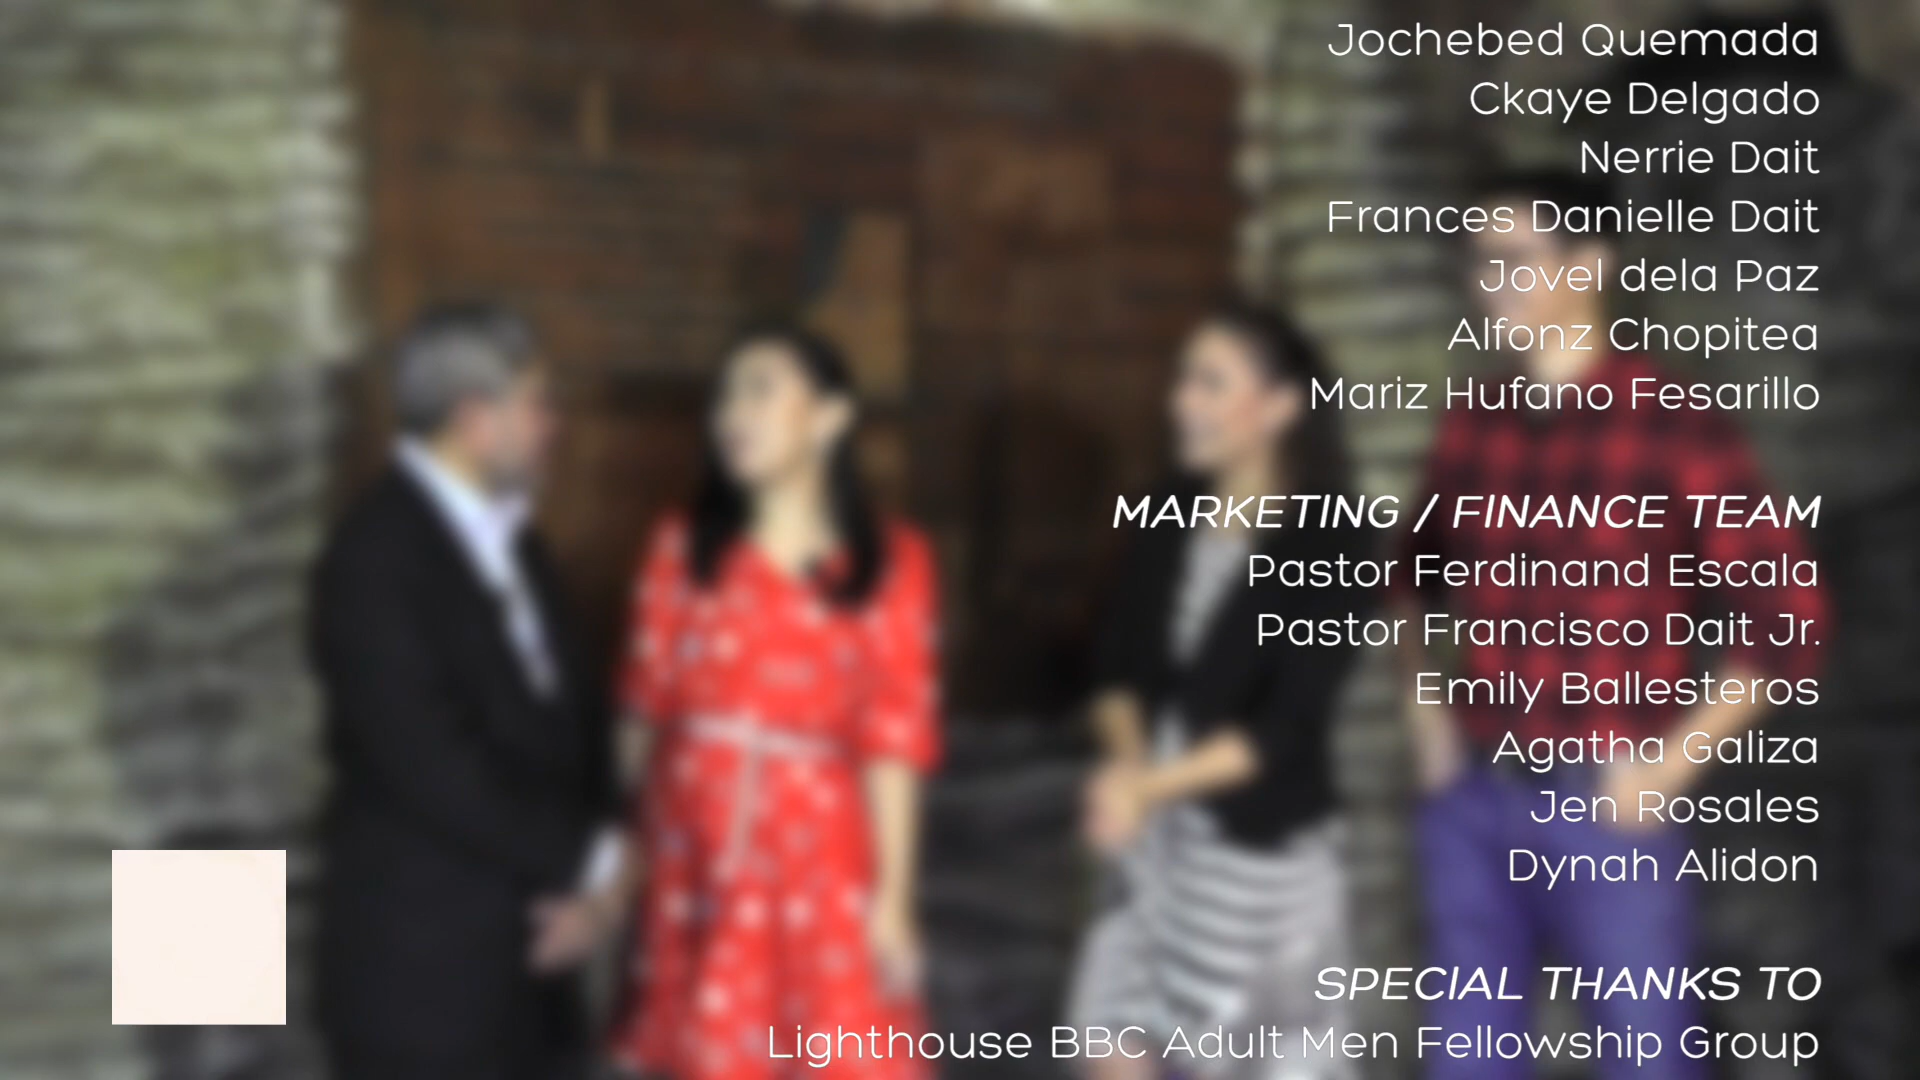 Jochebed Quemada
Ckaye Delgado
Nerrie Dait
Frances Danielle Dait
Jovel dela Paz
Alfonz Chopitea
Mariz Hufano Fesarillo
MARKETING / FINANCE TEAM
Pastor Ferdinand Escala
Pastor Francisco Dait Jr.
Emily Ballesteros
Agatha Galiza
Jen Rosales
Dynah Alidon
SPECIAL THANKS TO
Lighthouse BBC Adult Men Fellowship Group